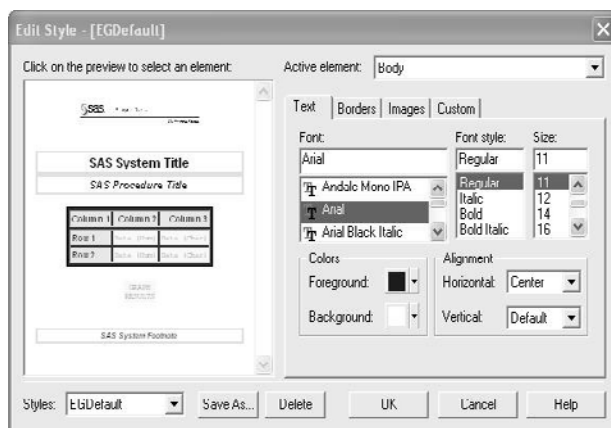 Edit Style - [EGDefault]
Click on the preview to select an element:
Active element: Body
sas.
SAS System Title
SAS Procedure Title
Column 1 Column 2 Column 3
Row 1
Row 2
SAS System Footnote
Text Borders Images Custom
Font: Font style: Size:
Arial Regular 11
Andale Mono IPA Regular 11
Arial Italic 12
Bold 14
Arial Black Italic Bold Italic 16
Colors Alignment
Foreground: Horizontal: Center
Background: Vertical: Default
Styles: EGDefault Save As... Delete OK Cancel Help